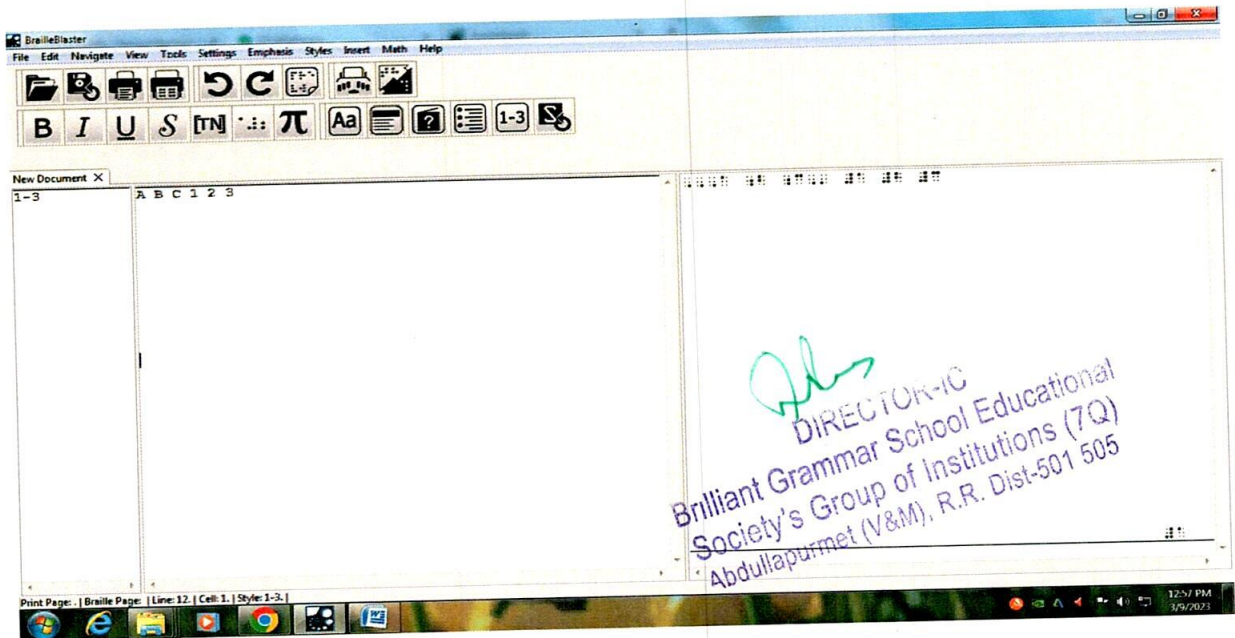 BrailleBlaster
File Edit Navigate View Tools Settings Emphasis Styles Insert Math Help
B I U S [TN] π Aa ? 1-3
New Document X
1-3
A B C 1 2 3
⠠⠠⠠⠁ ⠰⠃ ⠰⠉⠠⠄ ⠼⠁ ⠼⠃ ⠼⠉
DIRECTOR-IC
Brilliant Grammar School Educational
Society's Group of Institutions (7Q)
Abdullapurmet (V&M), R.R. Dist-501 505
⠼⠁
Print Page: . | Braille Page: | Line: 12. | Cell: 1. | Style: 1-3. |
12:57 PM
3/9/2023